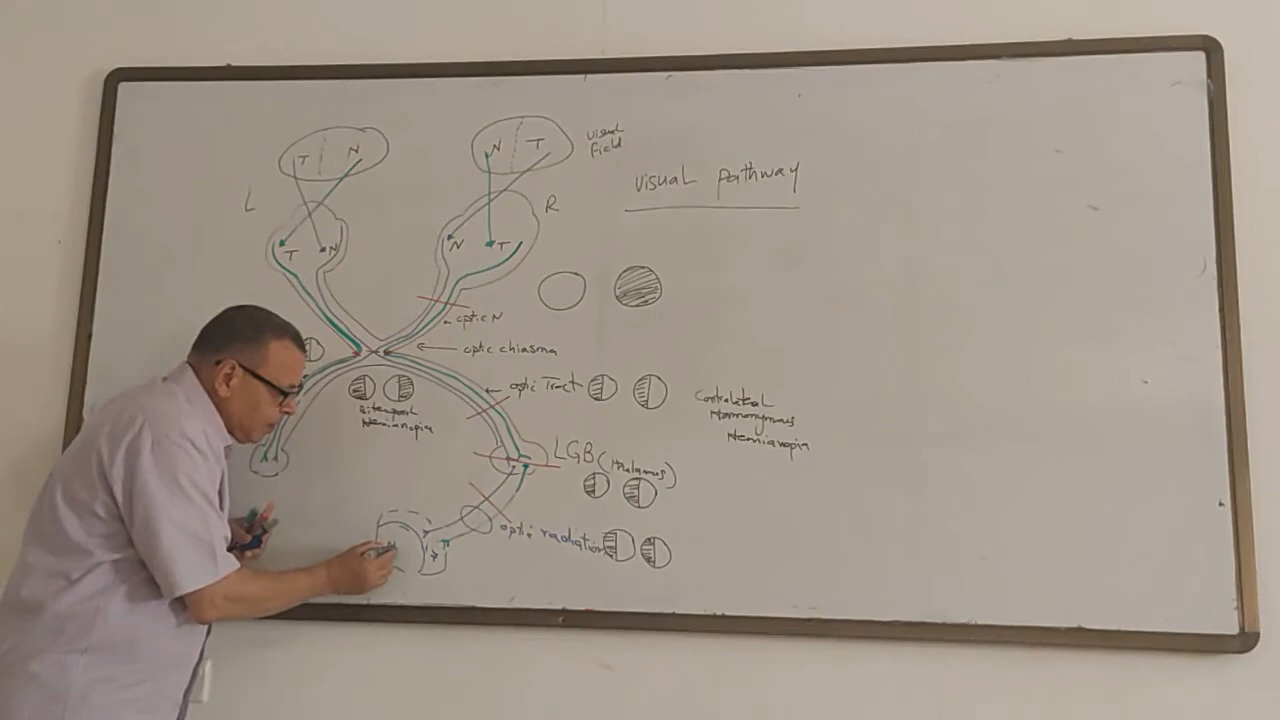 T N
N T
visual
field
visual pathway
L
R
T N
N T
optic N
optic chiasma
optic Tract
Bitemporal
Hemianopia
Contralateral
Homonymous
Hemianopia
LGB (thalamus)
optic radiation